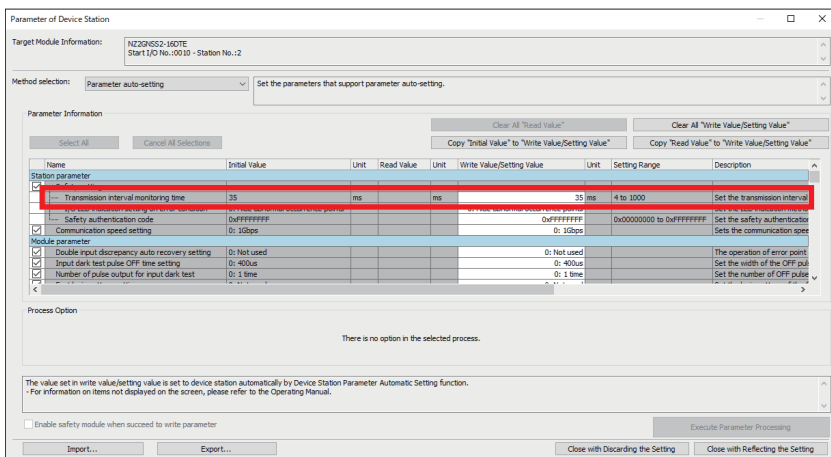 Parameter of Device Station
Target Module Information:
NZ2GNSS2-16DTE
Start I/O No.:0010 - Station No.:2
Method selection:
Parameter auto-setting
Set the parameters that support parameter auto-setting.
Parameter Information
Clear All "Read Value"
Clear All "Write Value/Setting Value"
Select All
Cancel All Selections
Copy "Initial Value" to "Write Value/Setting Value"
Copy "Read Value" to "Write Value/Setting Value"
Name Initial Value Unit Read Value Unit Write Value/Setting Value Unit Setting Range Description
Station parameter
Transmission interval monitoring time 35 ms ms 35 ms 4 to 1000 Set the transmission interval
Safety authentication code 0xFFFFFFFF 0xFFFFFFFF 0x00000000 to 0xFFFFFFFF Set the safety authentication
Communication speed setting 0: 1Gbps 0: 1Gbps Sets the communication spee
Module parameter
Double input discrepancy auto recovery setting 0: Not used 0: Not used The operation of error point
Input dark test pulse OFF time setting 0: 400us 0: 400us Set the width of the OFF puls
Number of pulse output for input dark test 0: 1 time 0: 1 time Set the number of OFF pulse
Process Option
There is no option in the selected process.
The value set in write value/setting value is set to device station automatically by Device Station Parameter Automatic Setting function.
-For information on items not displayed on the screen, please refer to the Operating Manual.
Enable safety module when succeed to write parameter
Execute Parameter Processing
Import...
Export...
Close with Discarding the Setting
Close with Reflecting the Setting